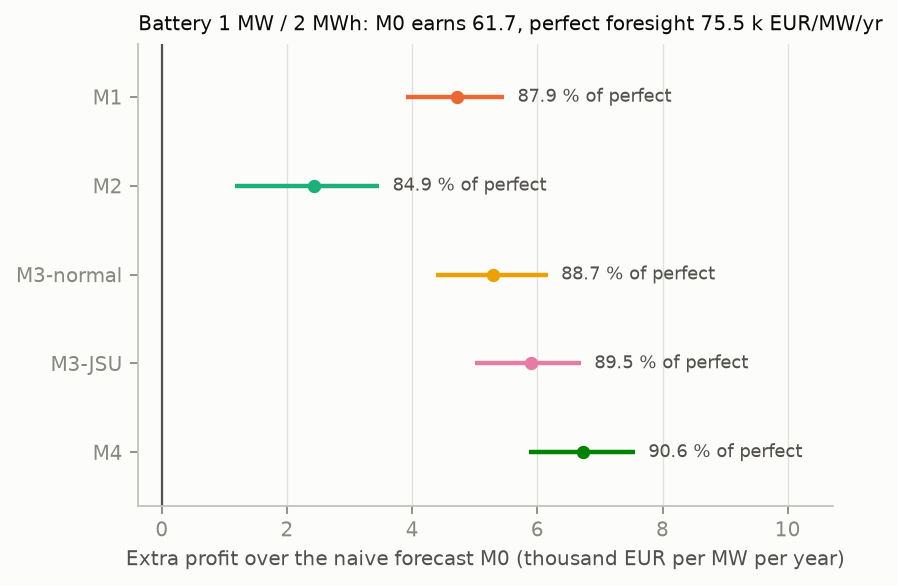 Battery 1 MW / 2 MWh: M0 earns 61.7, perfect foresight 75.5 k EUR/MW/yr
M1
87.9 % of perfect
M2
84.9 % of perfect
M3-normal
88.7 % of perfect
M3-JSU
89.5 % of perfect
M4
90.6 % of perfect
0 2 4 6 8 10
Extra profit over the naive forecast M0 (thousand EUR per MW per year)